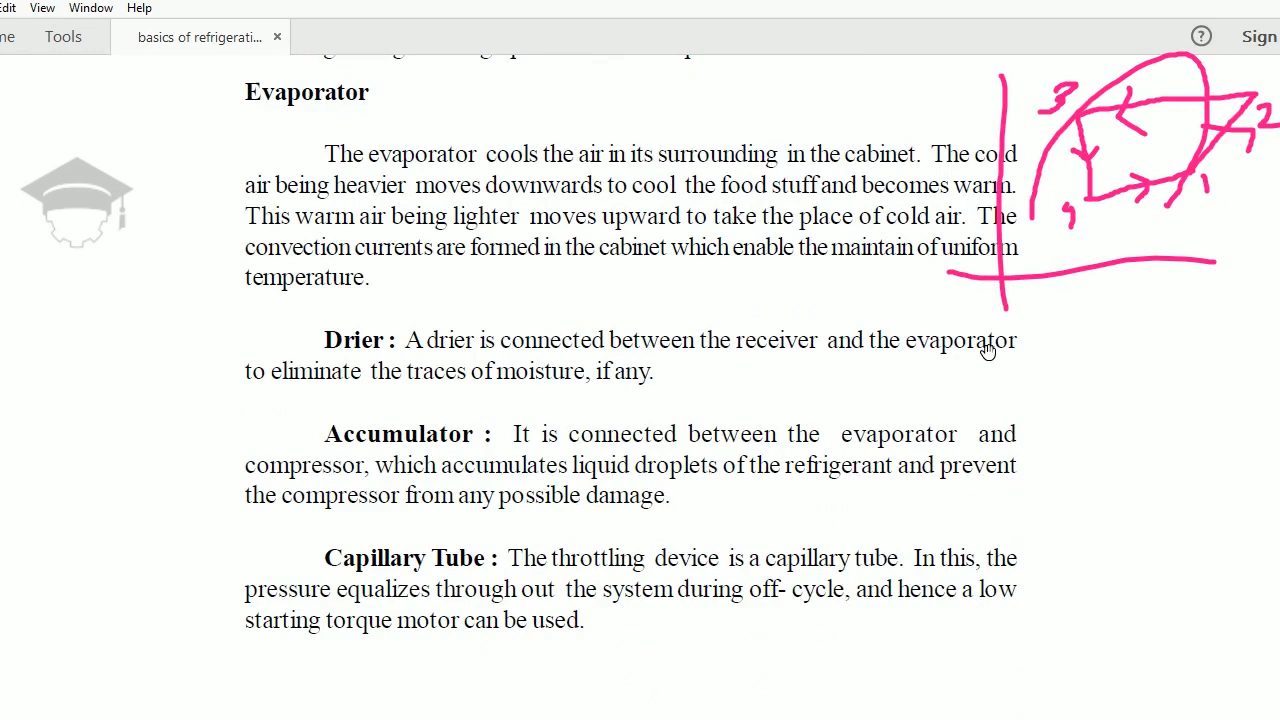 Edit View Window Help
me Tools basics of refrigerati... × ? Sign
Evaporator
The evaporator cools the air in its surrounding in the cabinet. The cold
air being heavier moves downwards to cool the food stuff and becomes warm.
This warm air being lighter moves upward to take the place of cold air. The
convection currents are formed in the cabinet which enable the maintain of uniform
temperature.
Drier : A drier is connected between the receiver and the evaporator
to eliminate the traces of moisture, if any.
Accumulator : It is connected between the evaporator and
compressor, which accumulates liquid droplets of the refrigerant and prevent
the compressor from any possible damage.
Capillary Tube : The throttling device is a capillary tube. In this, the
pressure equalizes through out the system during off- cycle, and hence a low
starting torque motor can be used.
3
2
1
4